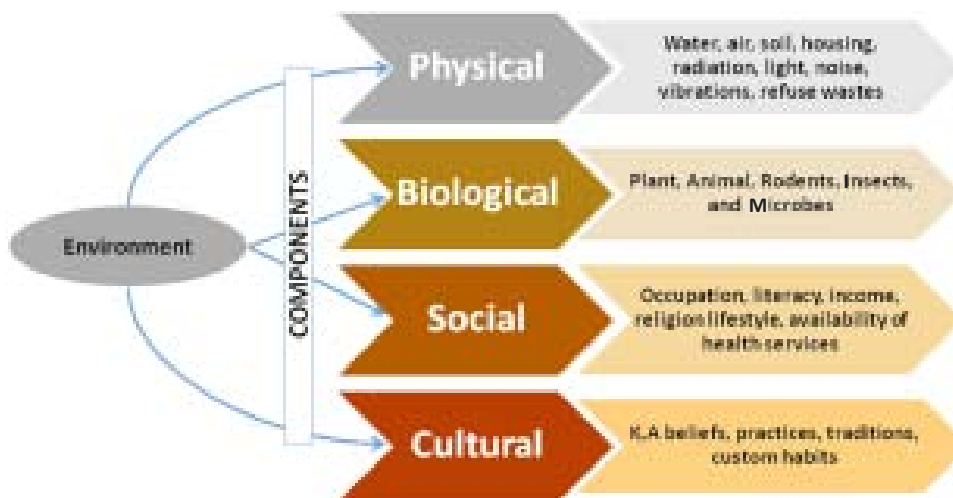 Environment
COMPONENTS
Physical
Water, air, soil, housing,
radiation, light, noise,
vibrations, refuse wastes
Biological
Plant, Animal, Rodents, Insects,
and Microbes
Social
Occupation, literacy, income,
religion lifestyle, availability of
health services
Cultural
K,A beliefs, practices, traditions,
custom habits